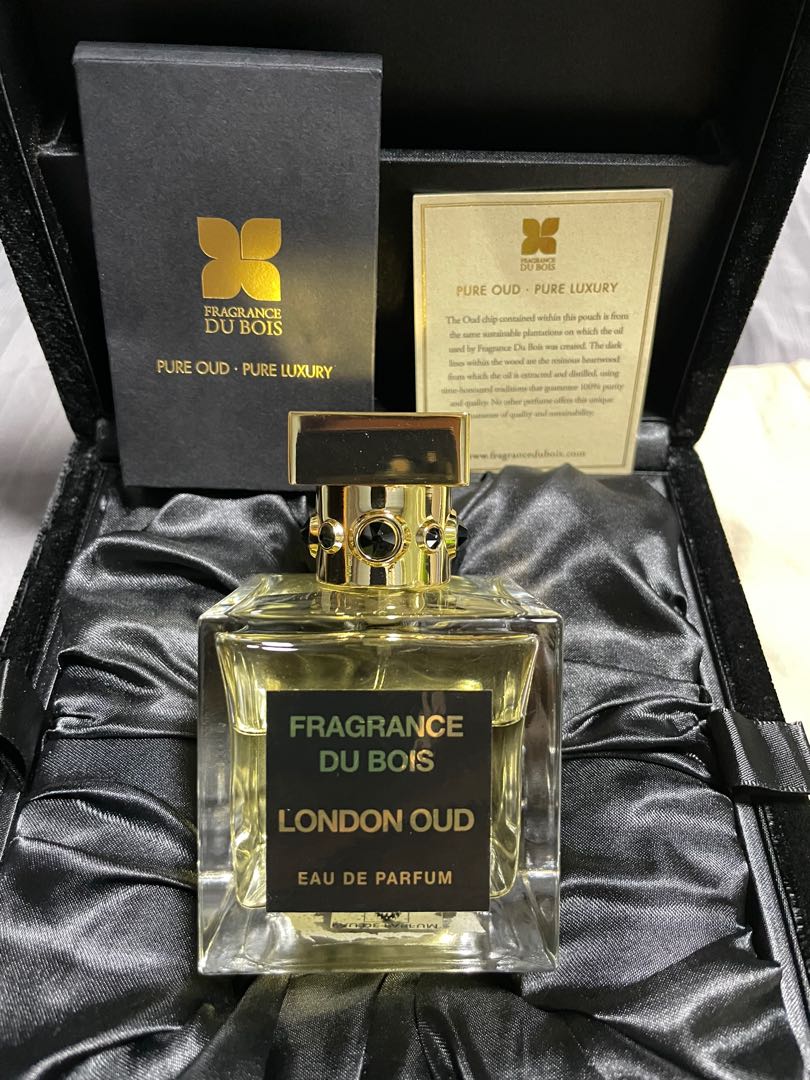 FRAGRANCE
DU BOIS
PURE OUD · PURE LUXURY
FRAGRANCE
DU BOIS
PURE OUD · PURE LUXURY
The Oud chip contained within this pouch is from
the same sustainable plantations on which the oil
used by Fragrance Du Bois was created. The dark
lines within the wood are the resinous heartwood
from which the oil is extracted and distilled, using
time-honoured traditions that guarantee 100% purity
and quality. No other perfume offers this unique
guarantee of quality and sustainability.
www.fragrancedubois.com
FRAGRANCE
DU BOIS
LONDON OUD
EAU DE PARFUM